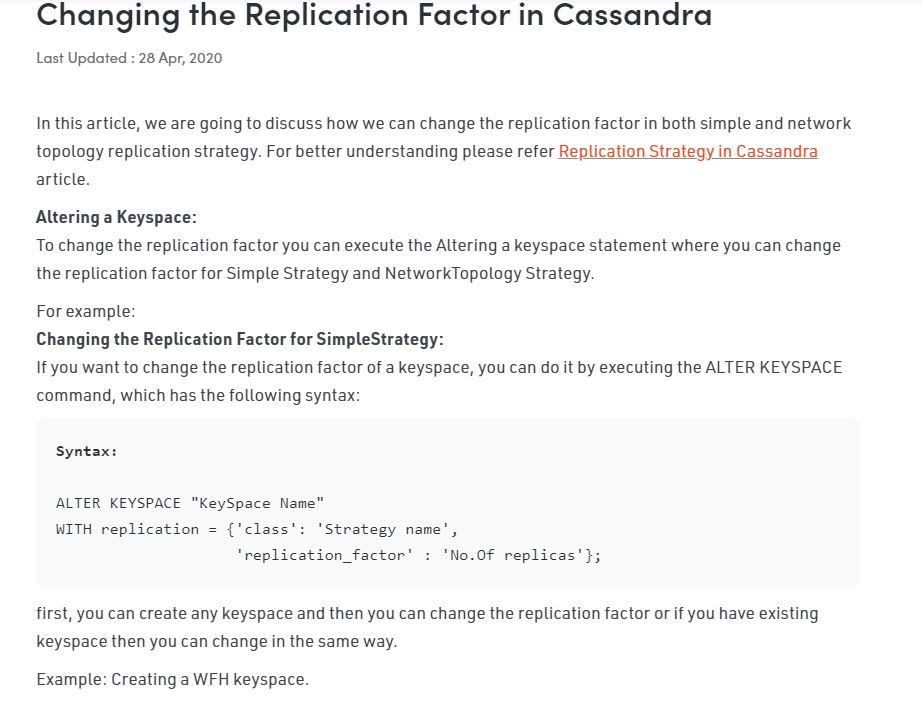 Changing the Replication Factor in Cassandra
Last Updated : 28 Apr, 2020
In this article, we are going to discuss how we can change the replication factor in both simple and network
topology replication strategy. For better understanding please refer Replication Strategy in Cassandra
article.
Altering a Keyspace:
To change the replication factor you can execute the Altering a keyspace statement where you can change
the replication factor for Simple Strategy and NetworkTopology Strategy.
For example:
Changing the Replication Factor for SimpleStrategy:
If you want to change the replication factor of a keyspace, you can do it by executing the ALTER KEYSPACE
command, which has the following syntax:
Syntax:
ALTER KEYSPACE "KeySpace Name"
WITH replication = {'class': 'Strategy name',
'replication_factor' : 'No.Of replicas'};
first, you can create any keyspace and then you can change the replication factor or if you have existing
keyspace then you can change in the same way.
Example: Creating a WFH keyspace.